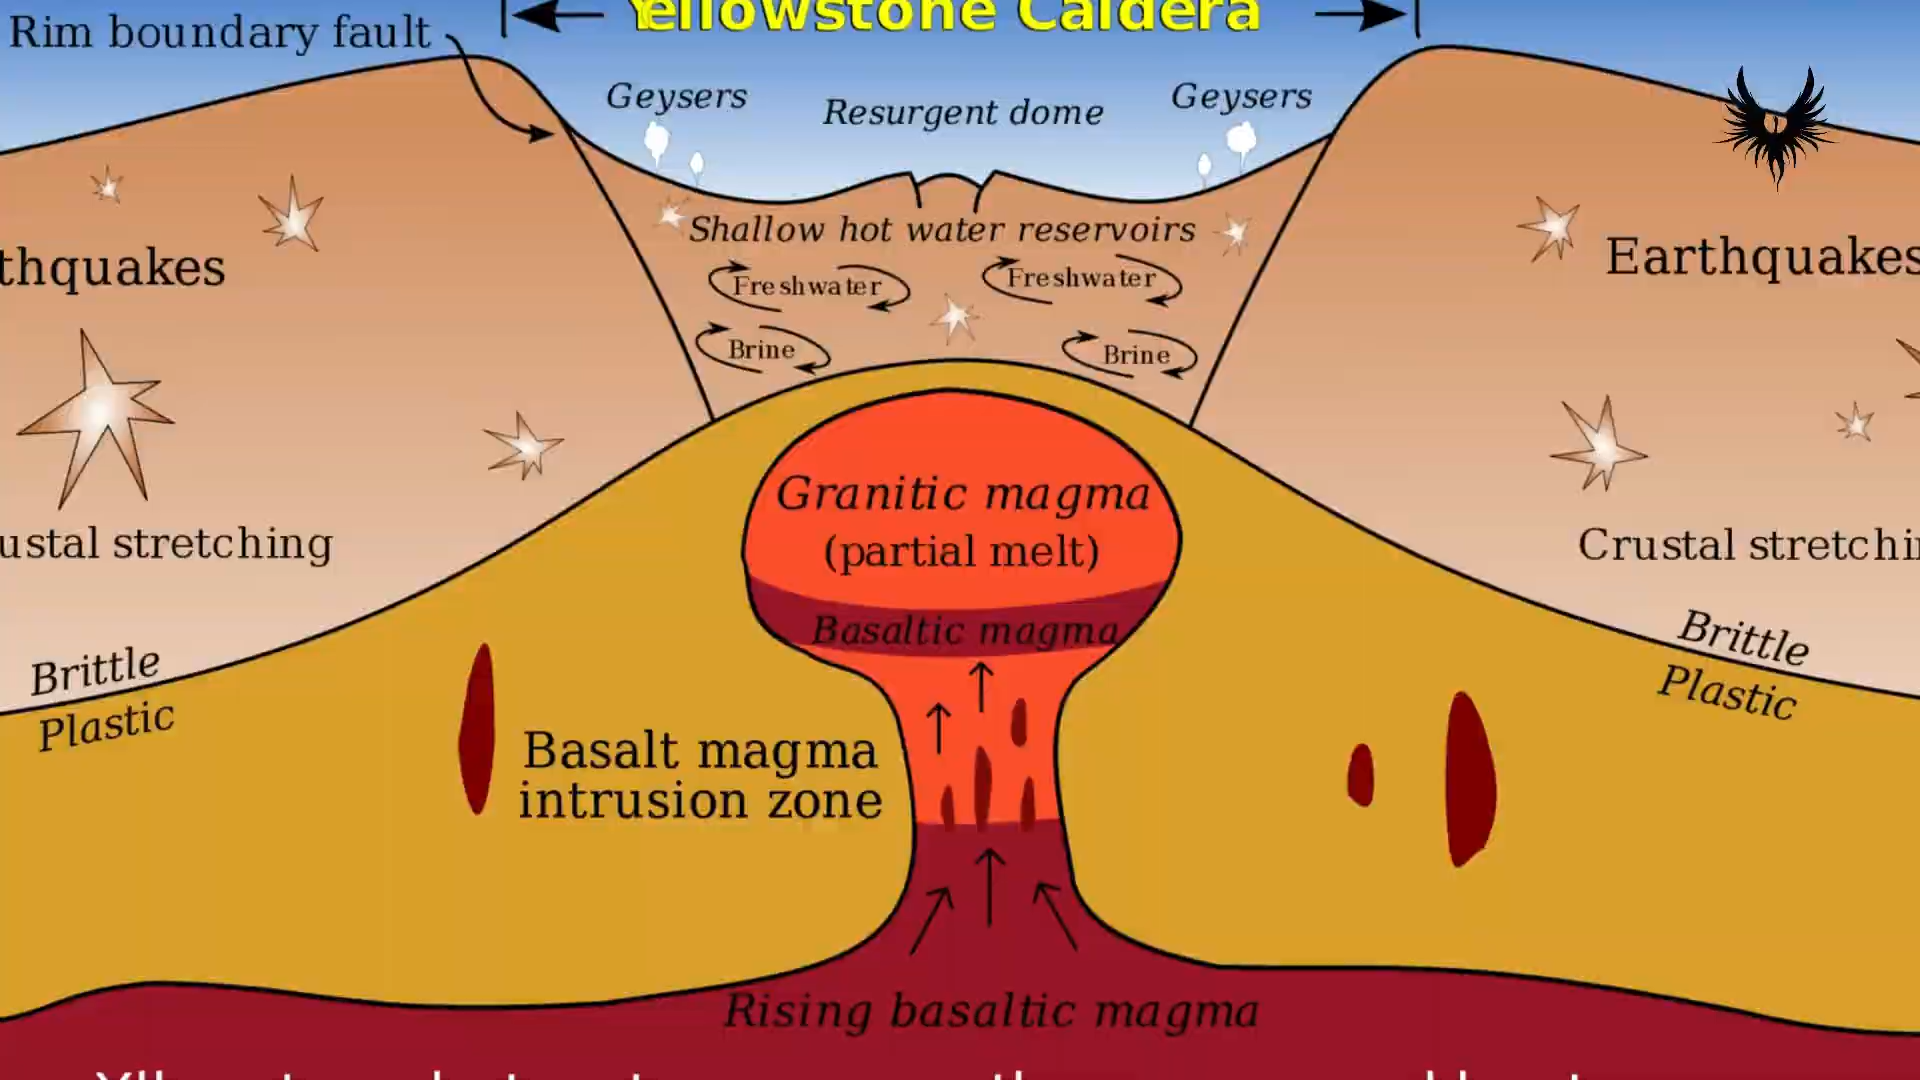 Yellowstone Caldera
Rim boundary fault
Geysers
Resurgent dome
Geysers
Shallow hot water reservoirs
Freshwater
Freshwater
Brine
Brine
thquakes
Earthquakes
Granitic magma
(partial melt)
ustal stretching
Crustal stretchi
Basaltic magma
Brittle
Plastic
Brittle
Plastic
Basalt magma
intrusion zone
Rising basaltic magma